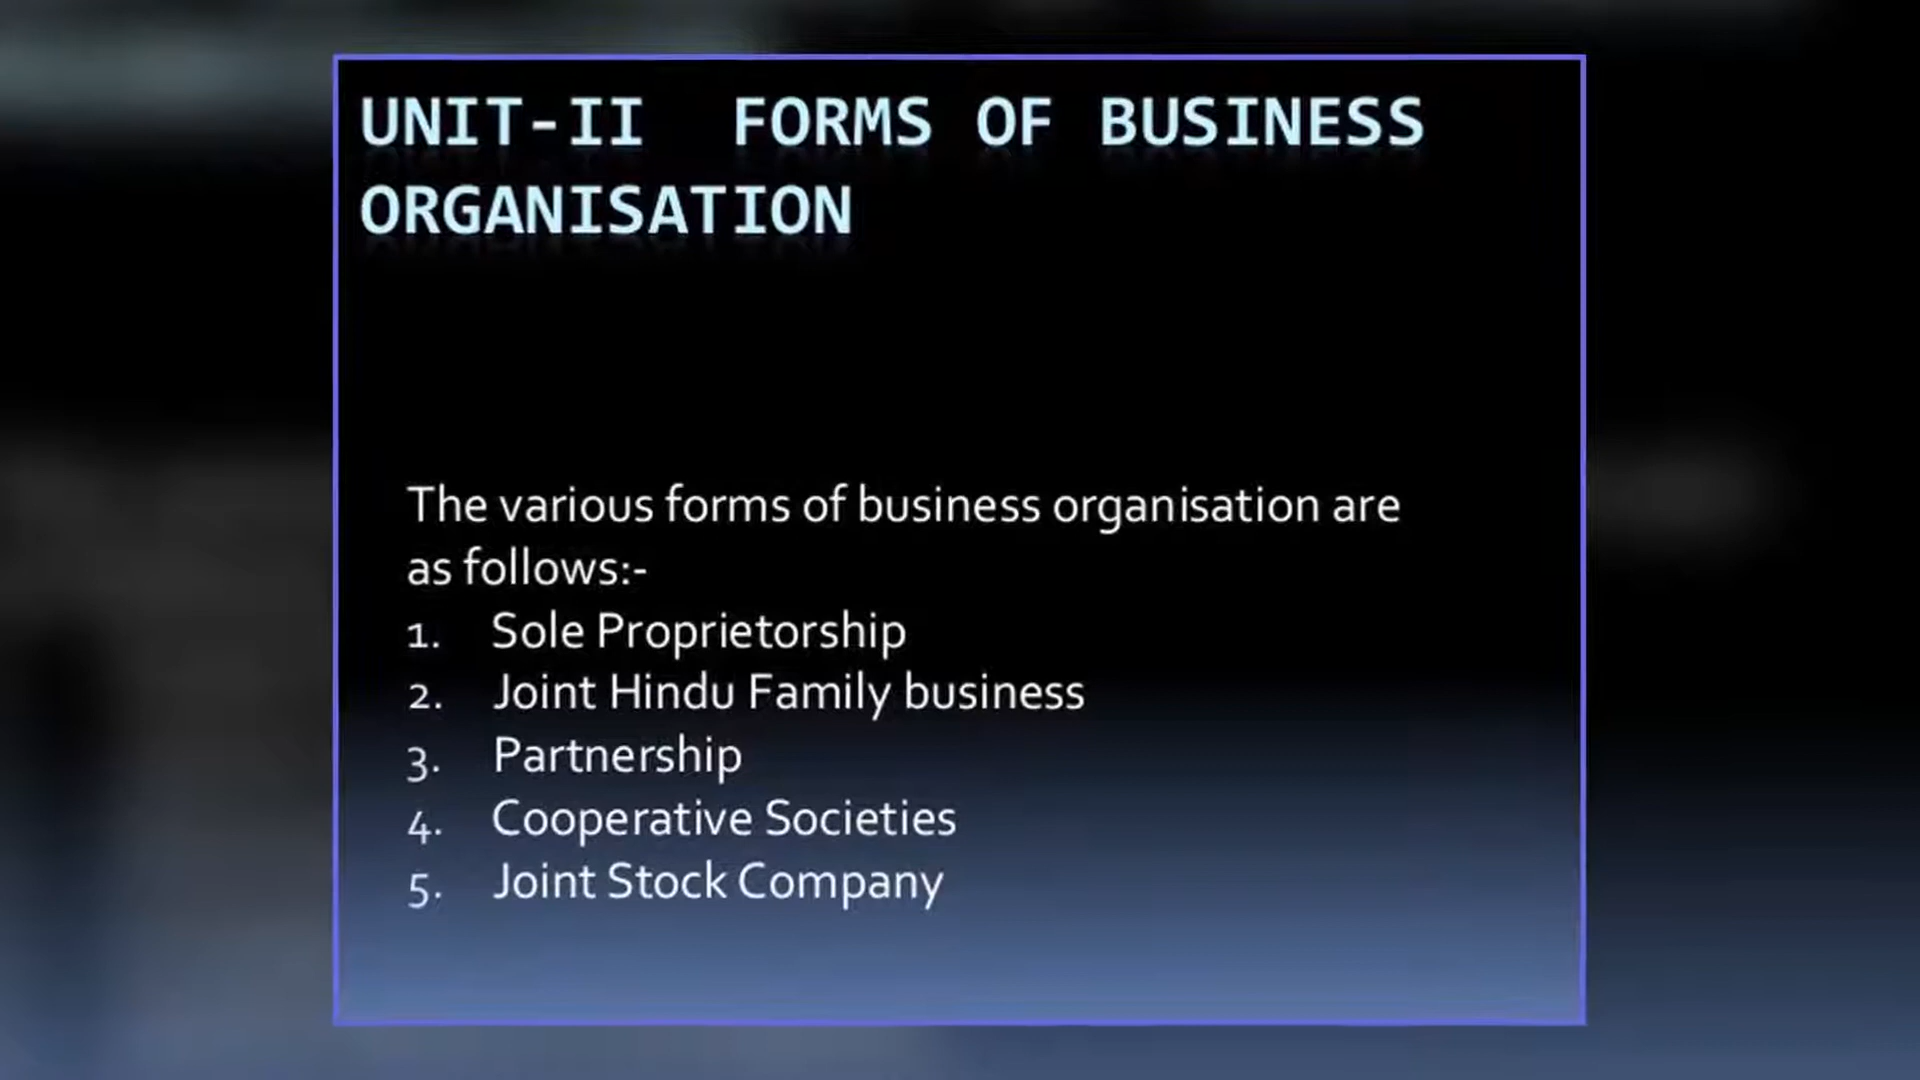 UNIT-II FORMS OF BUSINESS
ORGANISATION
The various forms of business organisation are
as follows:-
1. Sole Proprietorship
2. Joint Hindu Family business
3. Partnership
4. Cooperative Societies
5. Joint Stock Company